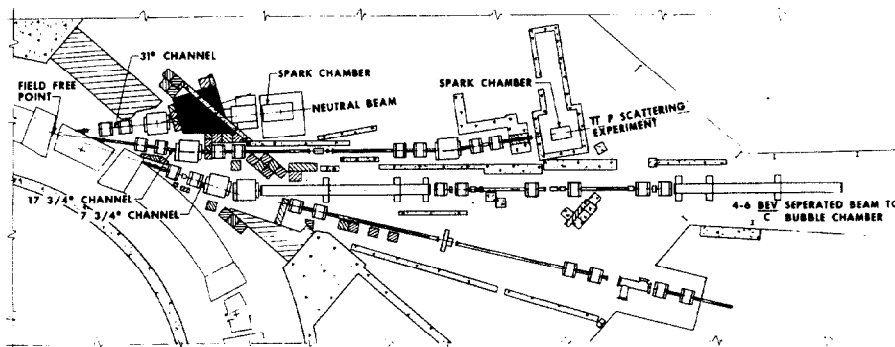 31° CHANNEL
SPARK CHAMBER
FIELD FREE
POINT
NEUTRAL BEAM
SPARK CHAMBER
π P SCATTERING
EXPERIMENT
17 3/4° CHANNEL
7 3/4° CHANNEL
4-6 BEV SEPERATED BEAM TO
C BUBBLE CHAMBER